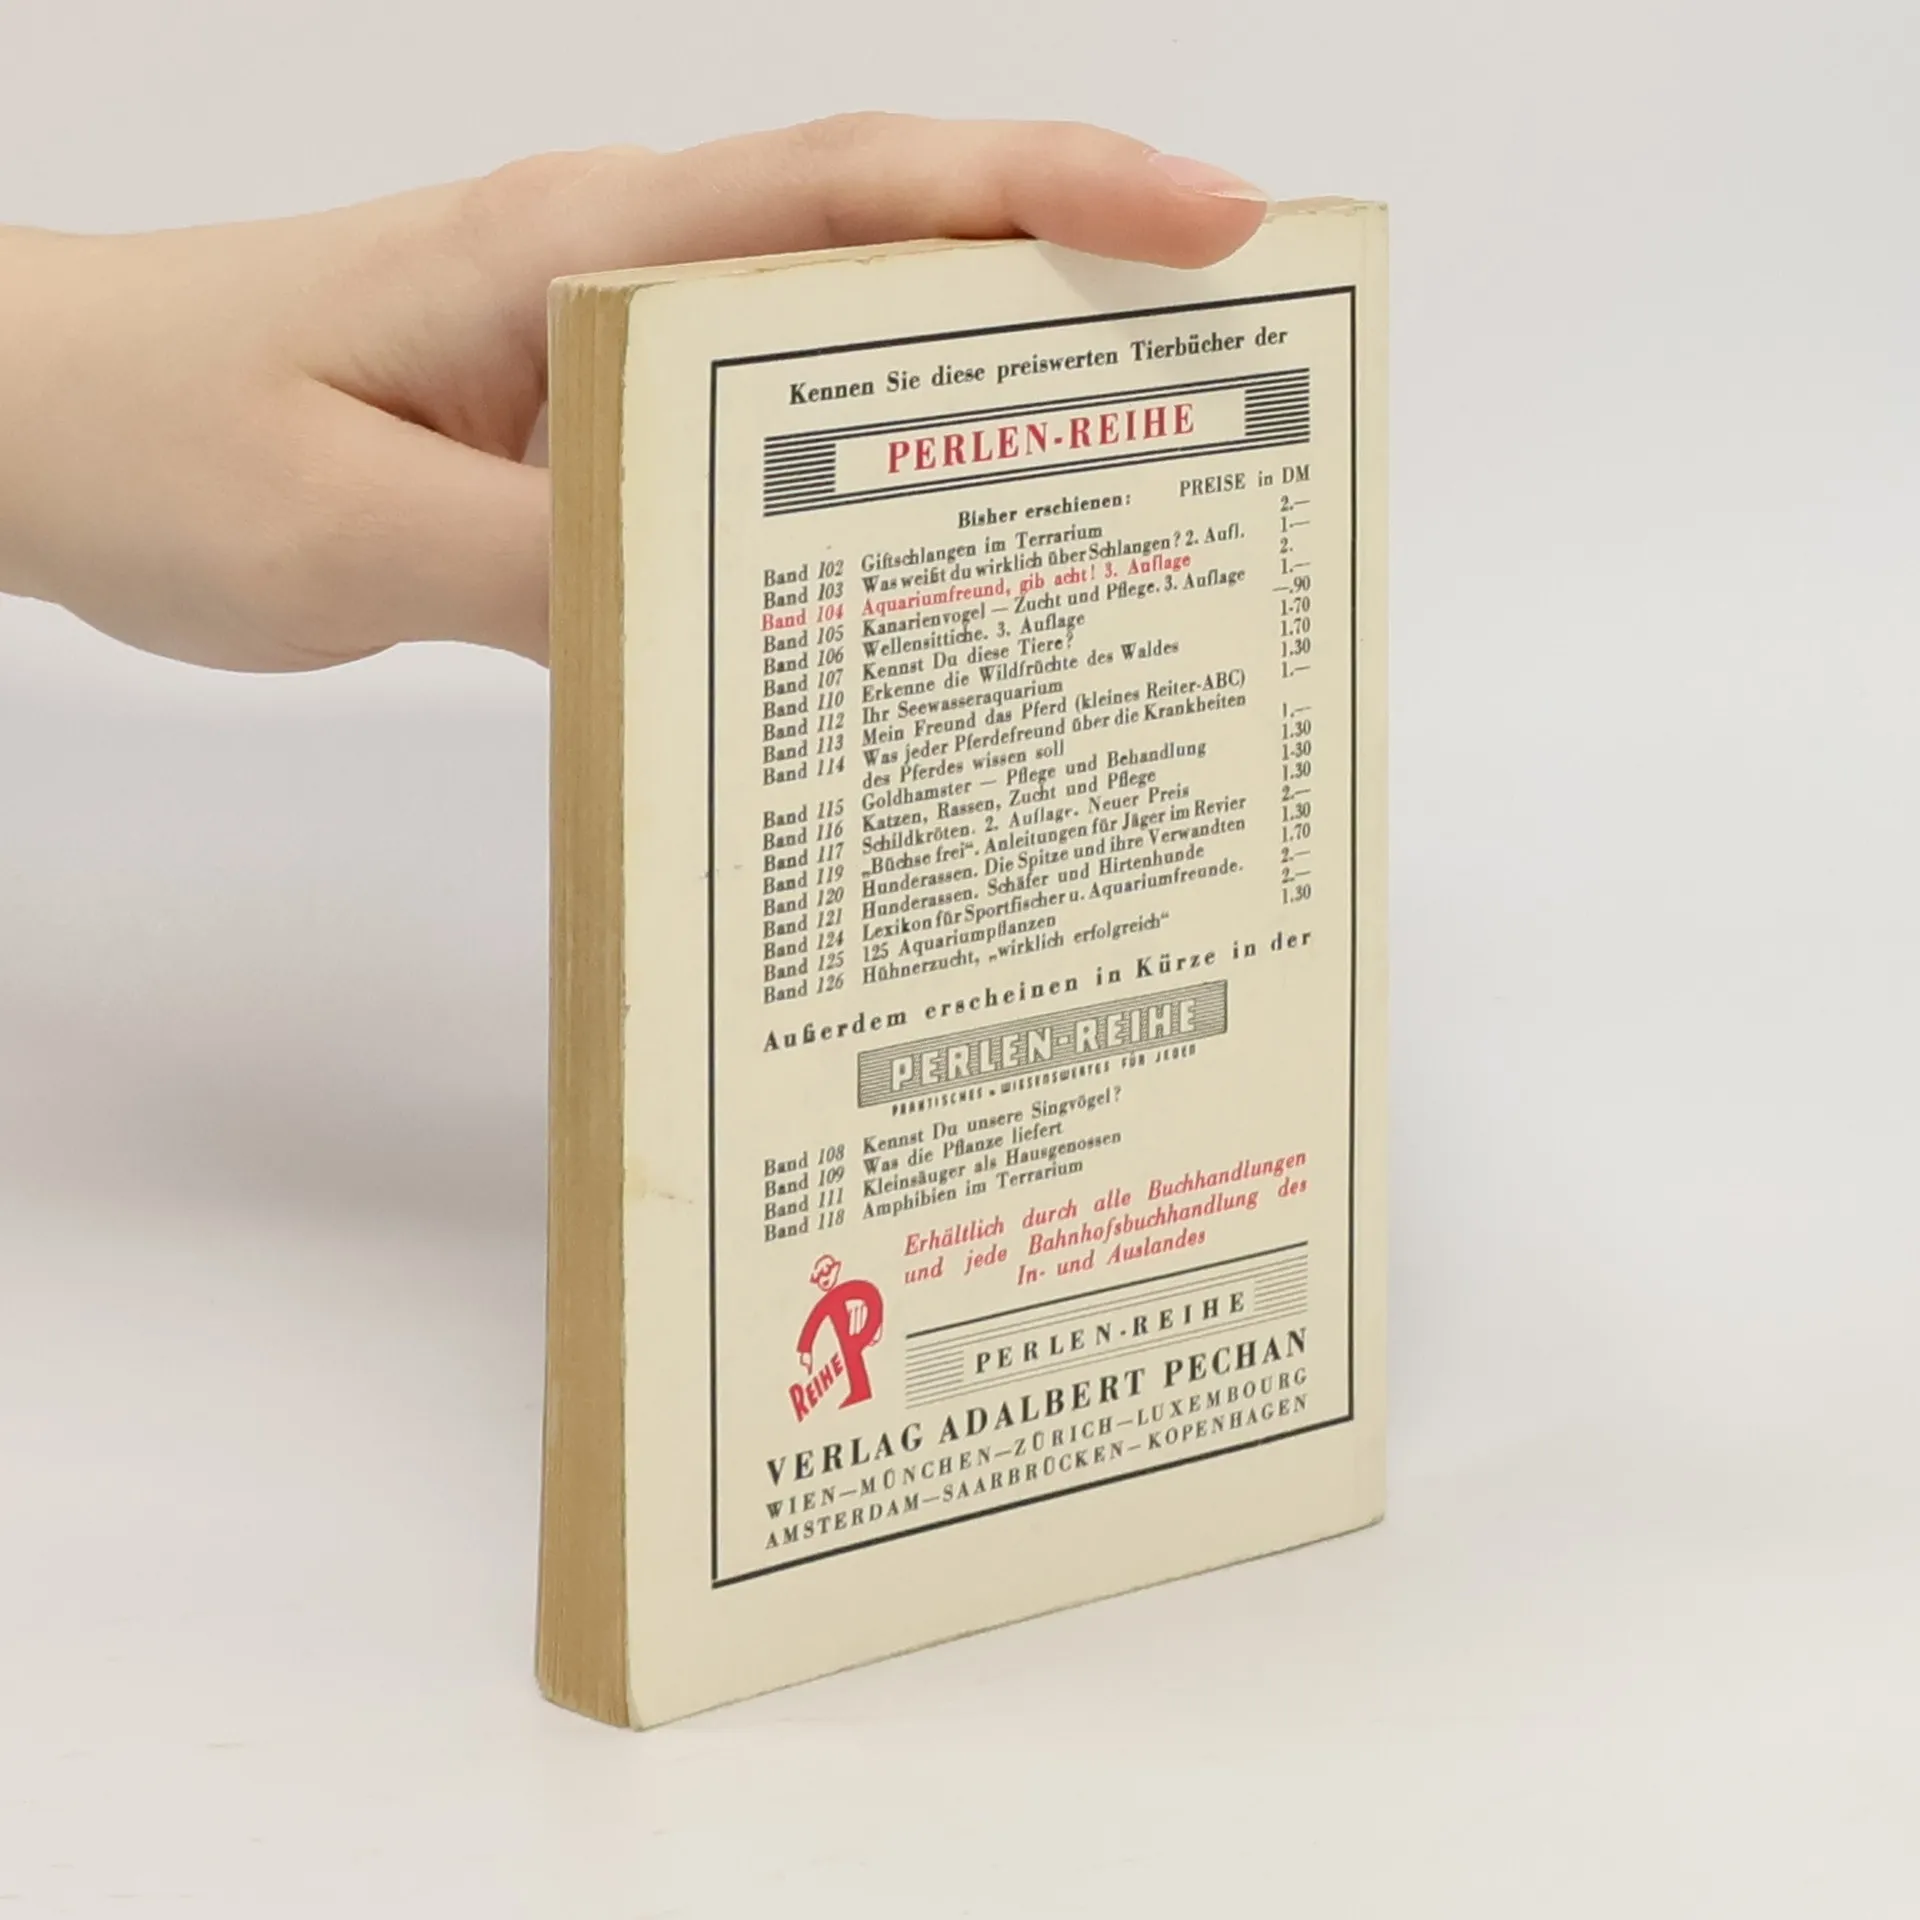 Kennen Sie diese preiswerten Tierbücher der
PERLEN-REIHE
Bisher erschienen: PREISE in DM
Band 102 Giftschlangen im Terrarium 2.—
Band 103 Was weißt du wirklich über Schlangen? 2. Aufl. 1.—
Band 104 Aquariumfreund, gib acht! 3. Auflage 2.
Band 105 Kanarienvogel — Zucht und Pflege. 3. Auflage 1.—
Band 106 Wellensittiche. 3. Auflage —.90
Band 107 Kennst Du diese Tiere? 1.70
Band 110 Erkenne die Wildfrüchte des Waldes 1.70
Band 112 Ihr Seewasseraquarium 1.30
Band 113 Mein Freund das Pferd (kleines Reiter-ABC) 1.—
Band 114 Was jeder Pferdefreund über die Krankheiten
des Pferdes wissen soll 1.—
Band 115 Goldhamster — Pflege und Behandlung 1.30
Band 116 Katzen, Rassen, Zucht und Pflege 1.30
Band 117 Schildkröten. 2. Auflage. Neuer Preis 1.30
Band 119 „Büchse frei“. Anleitungen für Jäger im Revier 2.—
Band 120 Hunderassen. Die Spitze und ihre Verwandten 1.30
Band 121 Hunderassen. Schäfer und Hirtenhunde 1.70
Band 124 Lexikon für Sportfischer u. Aquariumfreunde. 2.—
Band 125 125 Aquariumpflanzen 2.—
Band 126 Hühnerzucht, „wirklich erfolgreich“ 1.30
Außerdem erscheinen in Kürze in der
PERLEN-REIHE
PRAKTISCHES • WISSENSWERTES FÜR JEDEN
Band 108 Kennst Du unsere Singvögel?
Band 109 Was die Pflanze liefert
Band 111 Kleinsäuger als Hausgenossen
Band 118 Amphibien im Terrarium
Erhältlich durch alle Buchhandlungen
und jede Bahnhofsbuchhandlung des
In- und Auslandes
P
REIHE
PERLEN-REIHE
VERLAG ADALBERT PECHAN
WIEN—MÜNCHEN—ZÜRICH—LUXEMBOURG
AMSTERDAM—SAARBRÜCKEN—KOPENHAGEN